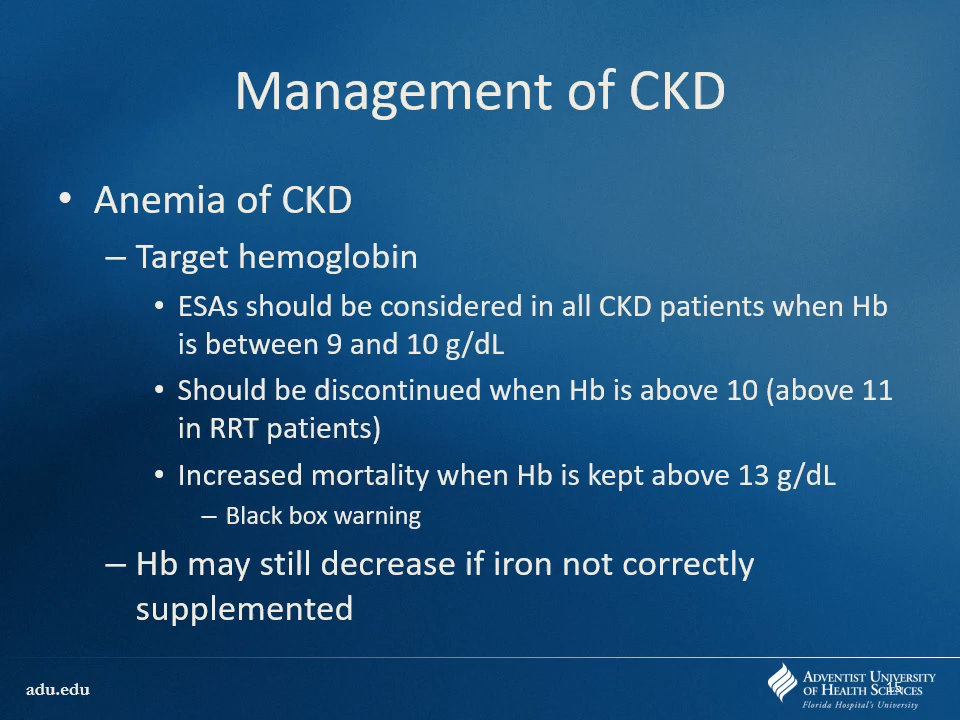 Management of CKD
• Anemia of CKD
– Target hemoglobin
• ESAs should be considered in all CKD patients when Hb
is between 9 and 10 g/dL
• Should be discontinued when Hb is above 10 (above 11
in RRT patients)
• Increased mortality when Hb is kept above 13 g/dL
– Black box warning
– Hb may still decrease if iron not correctly
supplemented
adu.edu
ADVENTIST UNIVERSITY
OF HEALTH SCIENCES
Florida Hospital's University
15